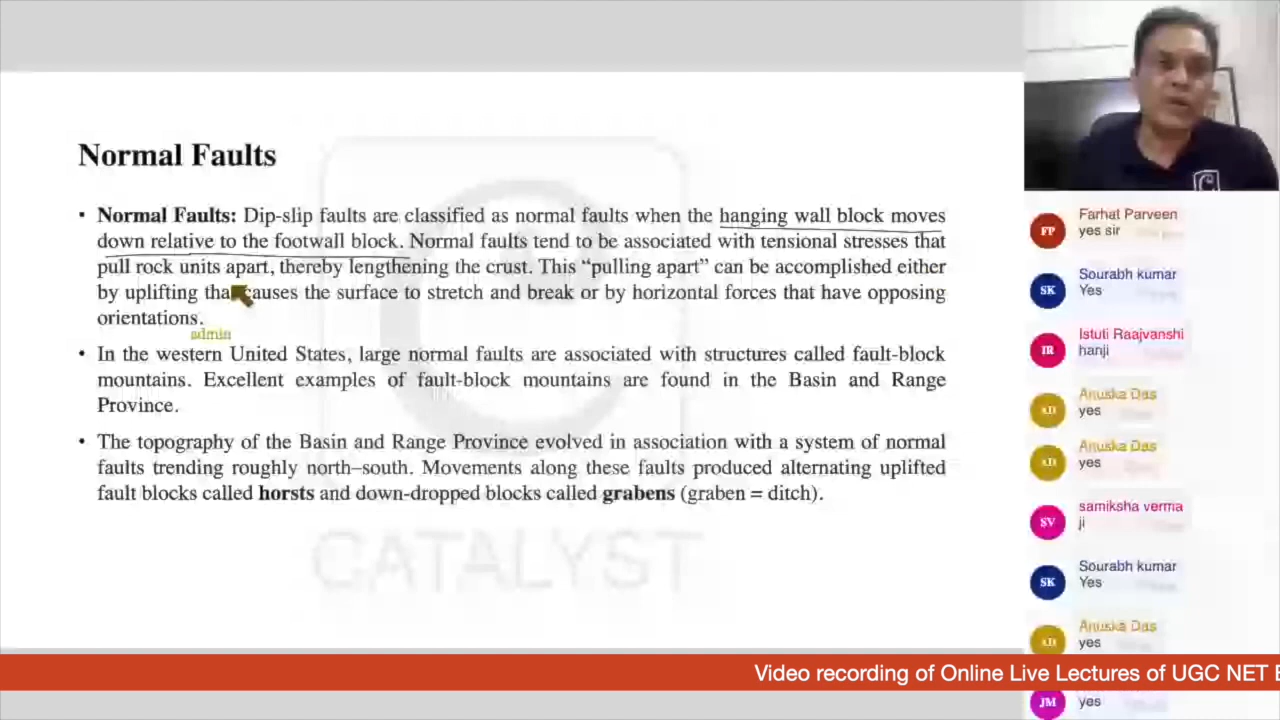 Normal Faults
• Normal Faults: Dip-slip faults are classified as normal faults when the hanging wall block moves
down relative to the footwall block. Normal faults tend to be associated with tensional stresses that
pull rock units apart, thereby lengthening the crust. This “pulling apart” can be accomplished either
by uplifting tha causes the surface to stretch and break or by horizontal forces that have opposing
orientations.
admin
• In the western United States, large normal faults are associated with structures called fault-block
mountains. Excellent examples of fault-block mountains are found in the Basin and Range
Province.
• The topography of the Basin and Range Province evolved in association with a system of normal
faults trending roughly north–south. Movements along these faults produced alternating uplifted
fault blocks called horsts and down-dropped blocks called grabens (graben = ditch).
CATALYST
FP
Farhat Parveen
yes sir
SK
Sourabh kumar
Yes
IR
Istuti Raajvanshi
hanji
AD
Anuska Das
yes
AD
Anuska Das
yes
SV
samiksha verma
ji
SK
Sourabh kumar
Yes
AD
Anuska Das
yes
Video recording of Online Live Lectures of UGC NET E
JM
yes